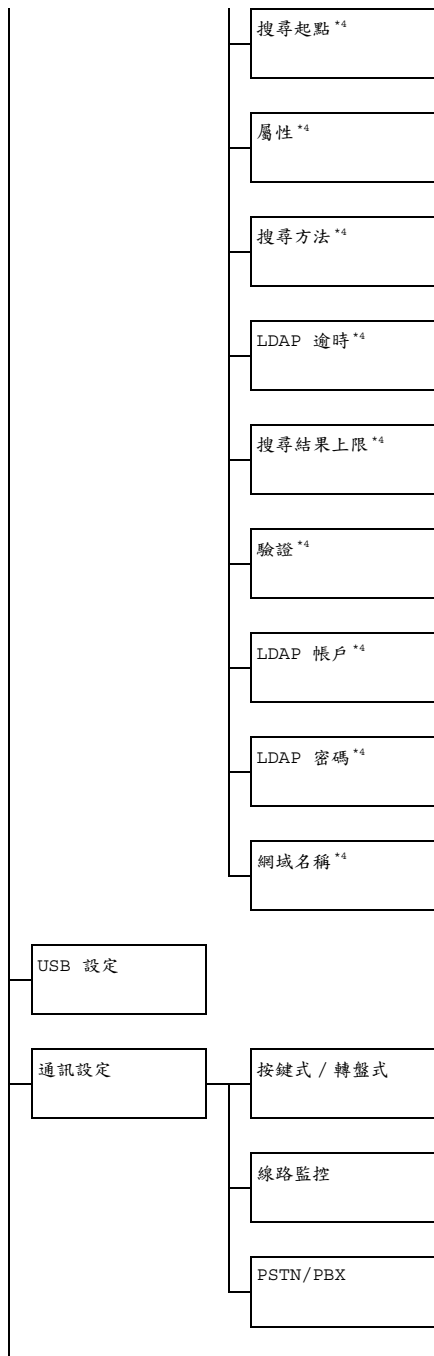 搜尋起點*4
屬性*4
搜尋方法*4
LDAP 逾時*4
搜尋結果上限*4
驗證*4
LDAP 帳戶*4
LDAP 密碼*4
網域名稱*4
USB 設定
通訊設定
按鍵式 / 轉盤式
線路監控
PSTN/PBX